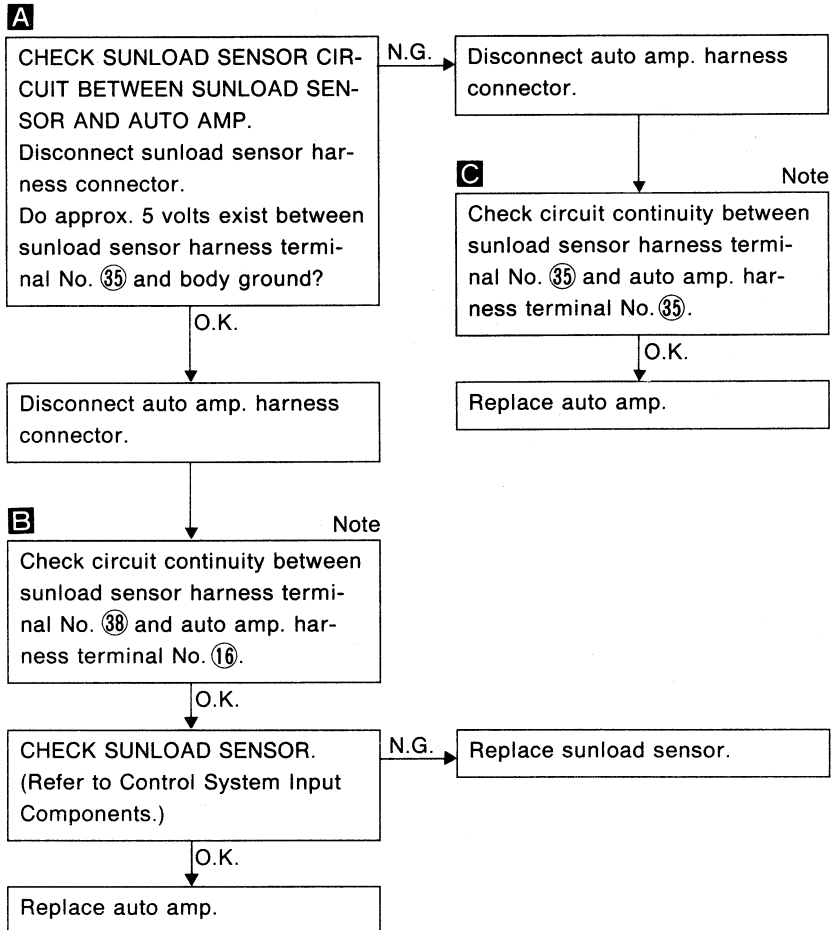 A
CHECK SUNLOAD SENSOR CIR-
CUIT BETWEEN SUNLOAD SEN-
SOR AND AUTO AMP.
Disconnect sunload sensor har-
ness connector.
Do approx. 5 volts exist between
sunload sensor harness termi-
nal No. ㉟ and body ground?
N.G.
Disconnect auto amp. harness
connector.
C
Note
Check circuit continuity between
sunload sensor harness termi-
nal No. ㉟ and auto amp. har-
ness terminal No. ㉟.
O.K.
Replace auto amp.
O.K.
Disconnect auto amp. harness
connector.
B
Note
Check circuit continuity between
sunload sensor harness termi-
nal No. ㊳ and auto amp. har-
ness terminal No. ⑯.
O.K.
CHECK SUNLOAD SENSOR.
(Refer to Control System Input
Components.)
N.G.
Replace sunload sensor.
O.K.
Replace auto amp.